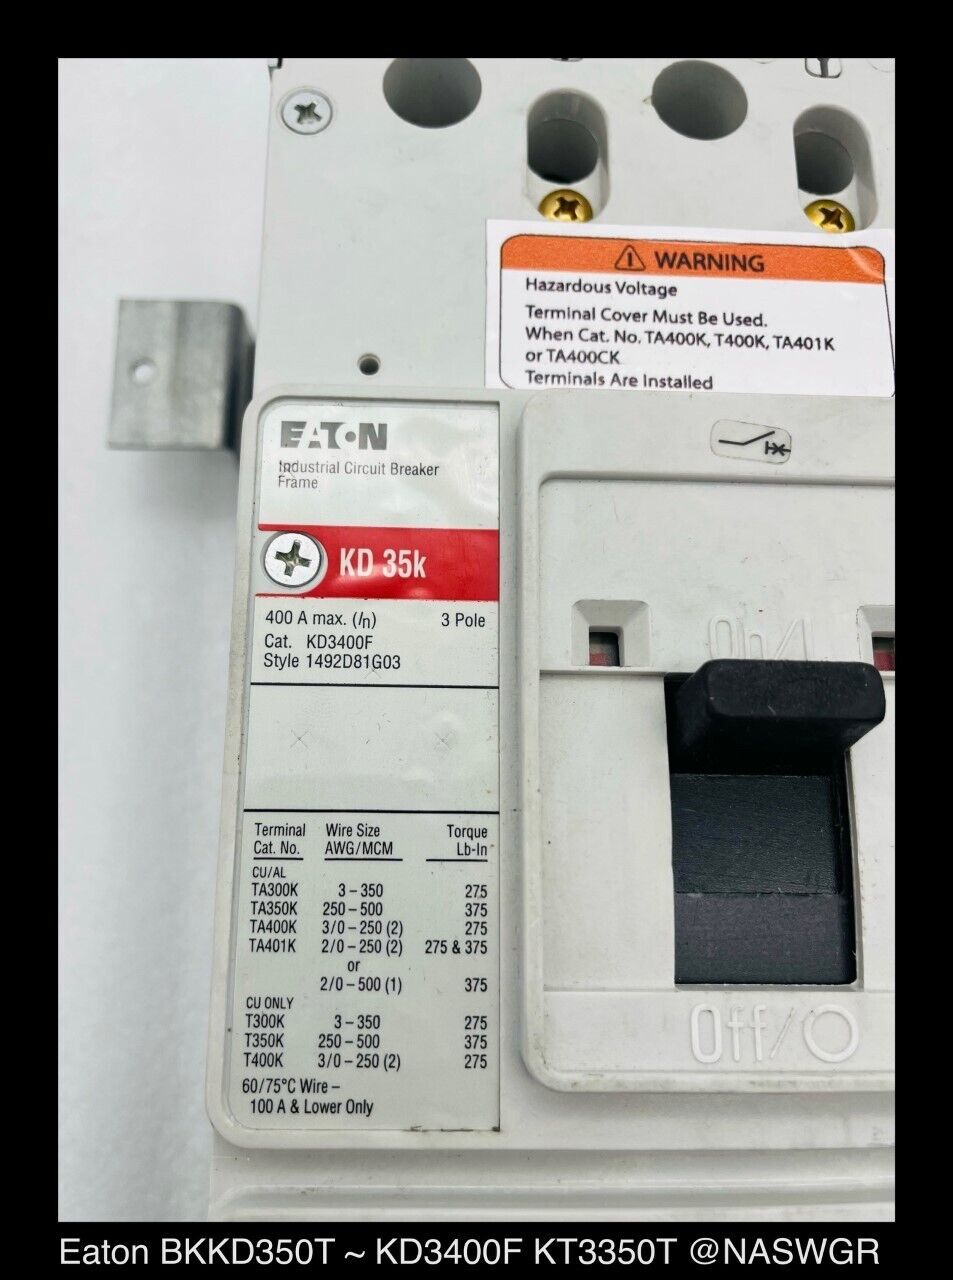 WARNING
Hazardous Voltage
Terminal Cover Must Be Used.
When Cat. No. TA400K, T400K, TA401K
or TA400CK
Terminals Are Installed
EATON
Industrial Circuit Breaker
Frame
KD 35k
400 A max. (In) 3 Pole
Cat. KD3400F
Style 1492D81G03
On/
Terminal Wire Size Torque
Cat. No. AWG/MCM Lb-In
CU/AL
TA300K 3–350 275
TA350K 250–500 375
TA400K 3/0–250 (2) 275
TA401K 2/0–250 (2) 275 & 375
or
2/0–500 (1) 375
CU ONLY
T300K 3–350 275
T350K 250–500 375
T400K 3/0–250 (2) 275
60/75°C Wire –
100 A & Lower Only
Off/O
Eaton BKKD350T ~ KD3400F KT3350T @NASWGR